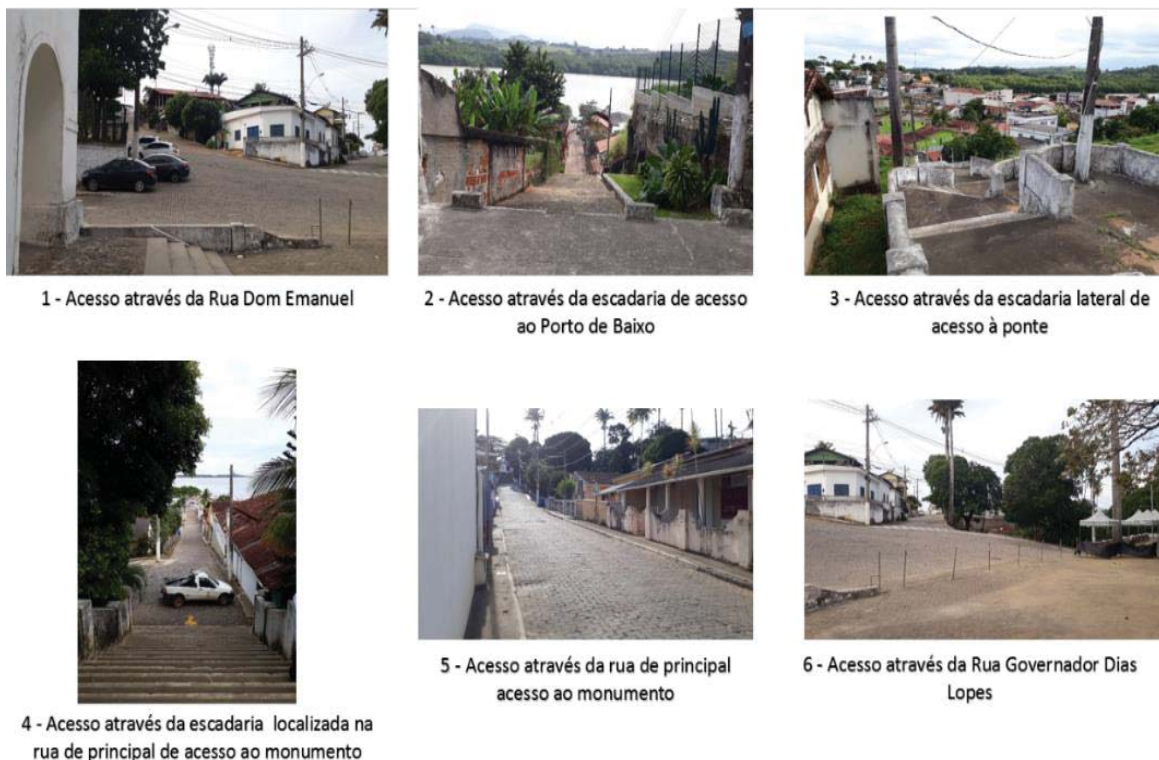 1 - Acesso através da Rua Dom Emanuel
2 - Acesso através da escadaria de acesso
ao Porto de Baixo
3 - Acesso através da escadaria lateral de
acesso à ponte
4 - Acesso através da escadaria localizada na
rua de principal de acesso ao monumento
5 - Acesso através da rua de principal
acesso ao monumento
6 - Acesso através da Rua Governador Dias
Lopes